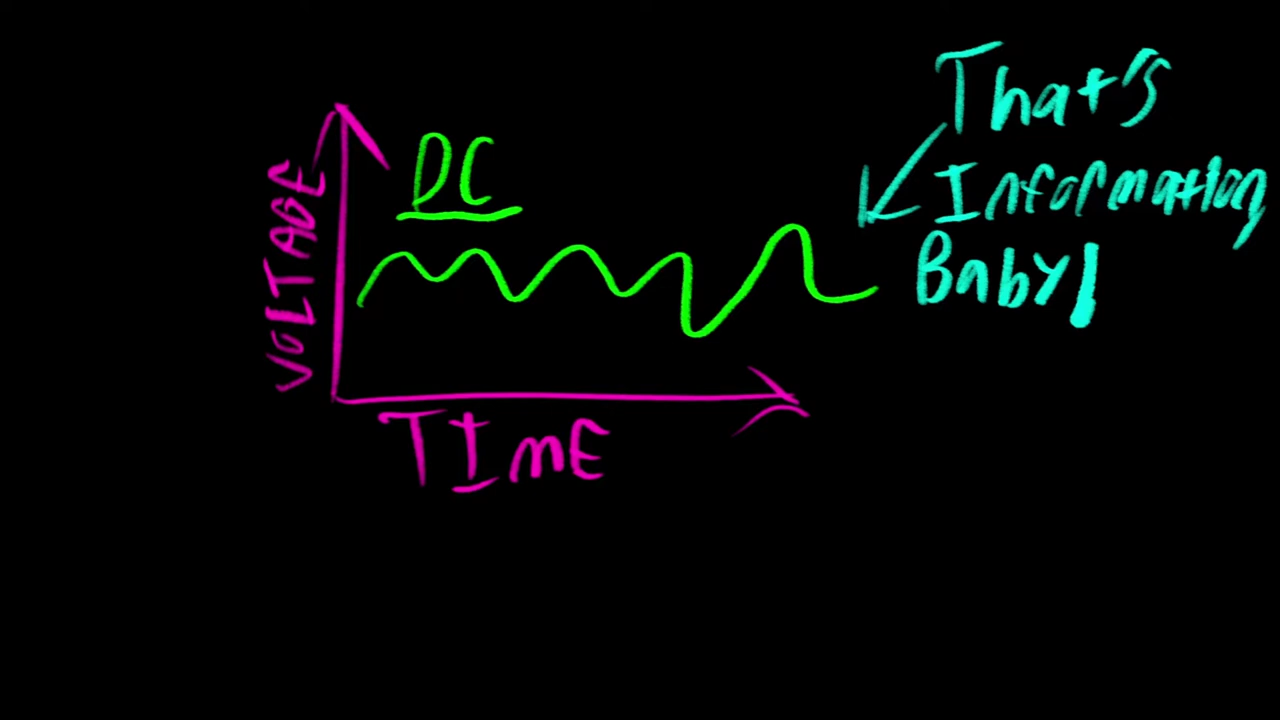 VOLTAGE
DC
TIME
That's
Information,
Baby!